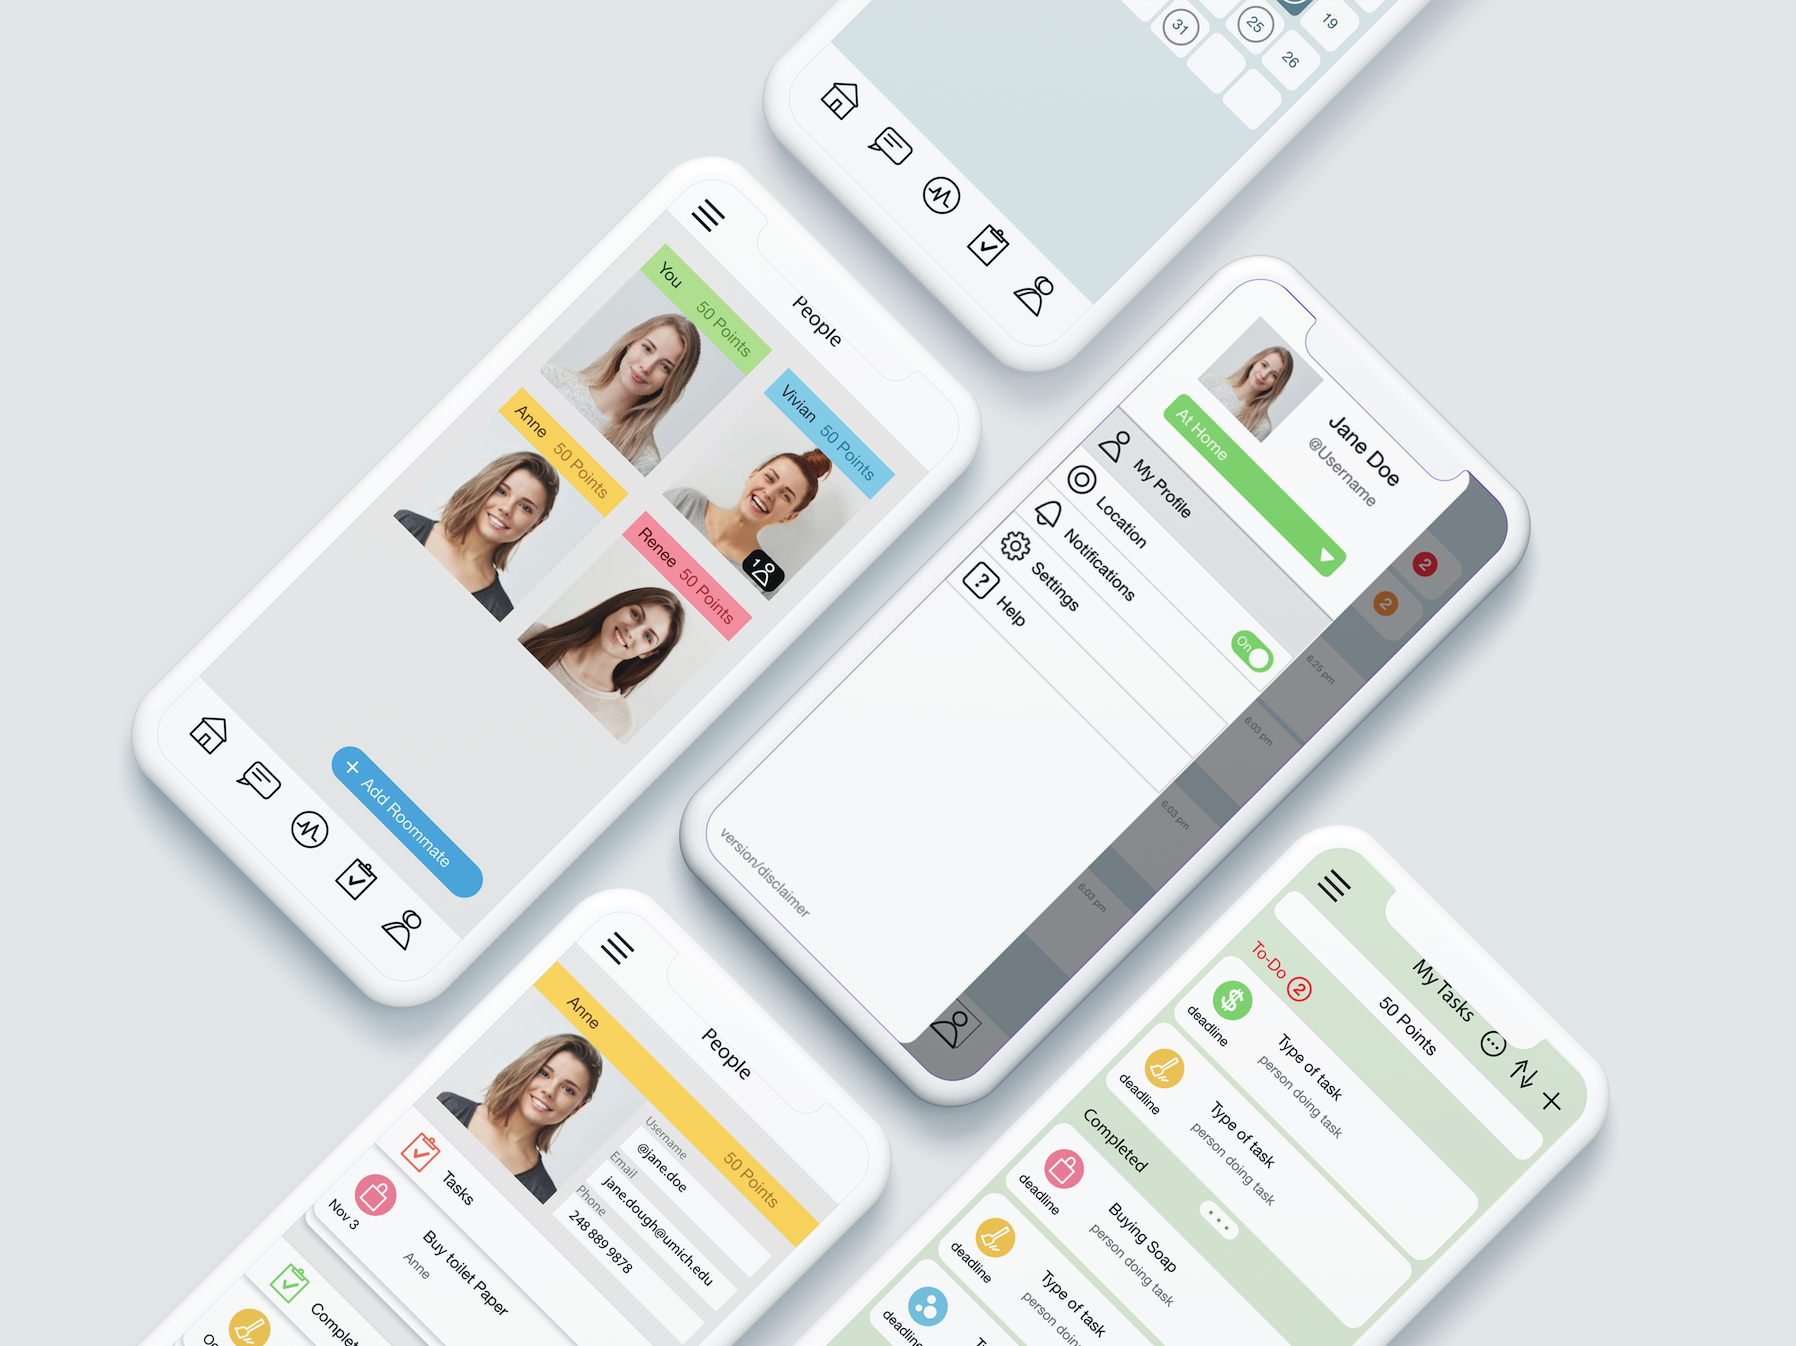 31
25
19
26
People
You
50 Points
Vivian 50 Points
Anne 50 Points
Renee 50 Points
1
+ Add Roommate
Jane Doe
@Username
At Home
My Profile
Location
Notifications
On
Settings
? Help
version/disclaimer
2
2
6:25 pm
6:03 pm
6:03 pm
6:03 pm
People
Anne
50 Points
Username
@jane.doe
Email
jane.dough@umich.edu
Phone
248 889 9878
Tasks
Nov 3
Buy toilet Paper
Anne
Complet
Oc
My Tasks
50 Points
To-Do 2
$
deadline
Type of task
person doing task
deadline
Type of task
person doing task
Completed
deadline
Buying Soap
person doing task
deadline
Type of task
person doing task
deadline